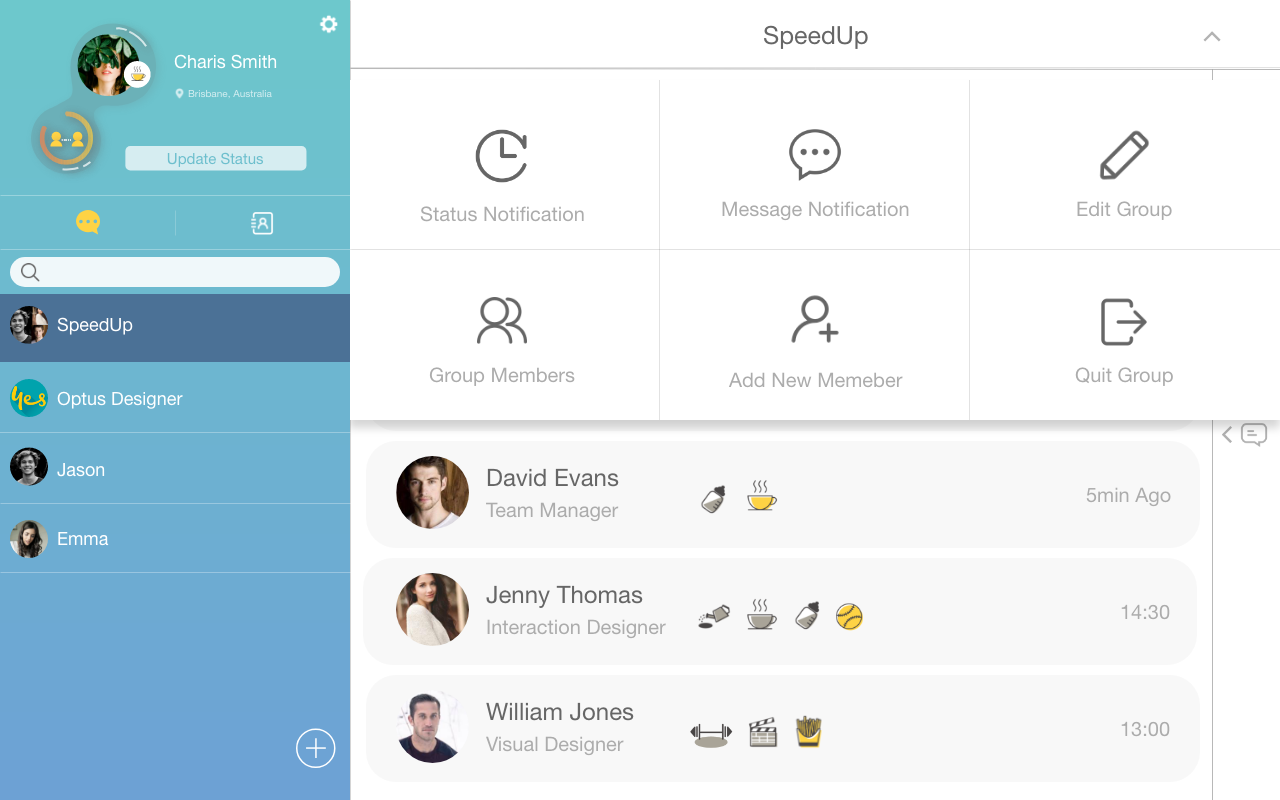 Charis Smith
Brisbane, Australia
Update Status
SpeedUp
yes Optus Designer
Jason
Emma
SpeedUp
Status Notification
Message Notification
Edit Group
Group Members
Add New Memeber
Quit Group
David Evans
Team Manager
5min Ago
Jenny Thomas
Interaction Designer
14:30
William Jones
Visual Designer
13:00